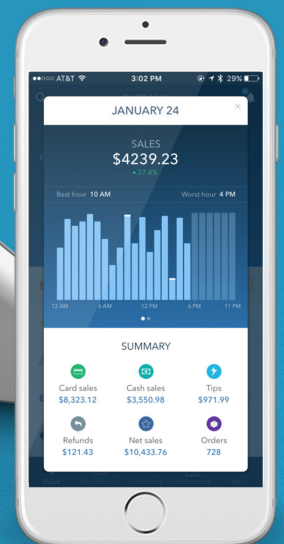 AT&T 3:02 PM 29%
JANUARY 24 ×
SALES
$4239.23
27.4%
Best hour 10 AM Worst hour 4 PM
12 AM 6 AM 12 PM 6 PM 11 PM
SUMMARY
Card sales Cash sales Tips
$8,323.12 $3,550.98 $971.99
Refunds Net sales Orders
$121.43 $10,433.76 728